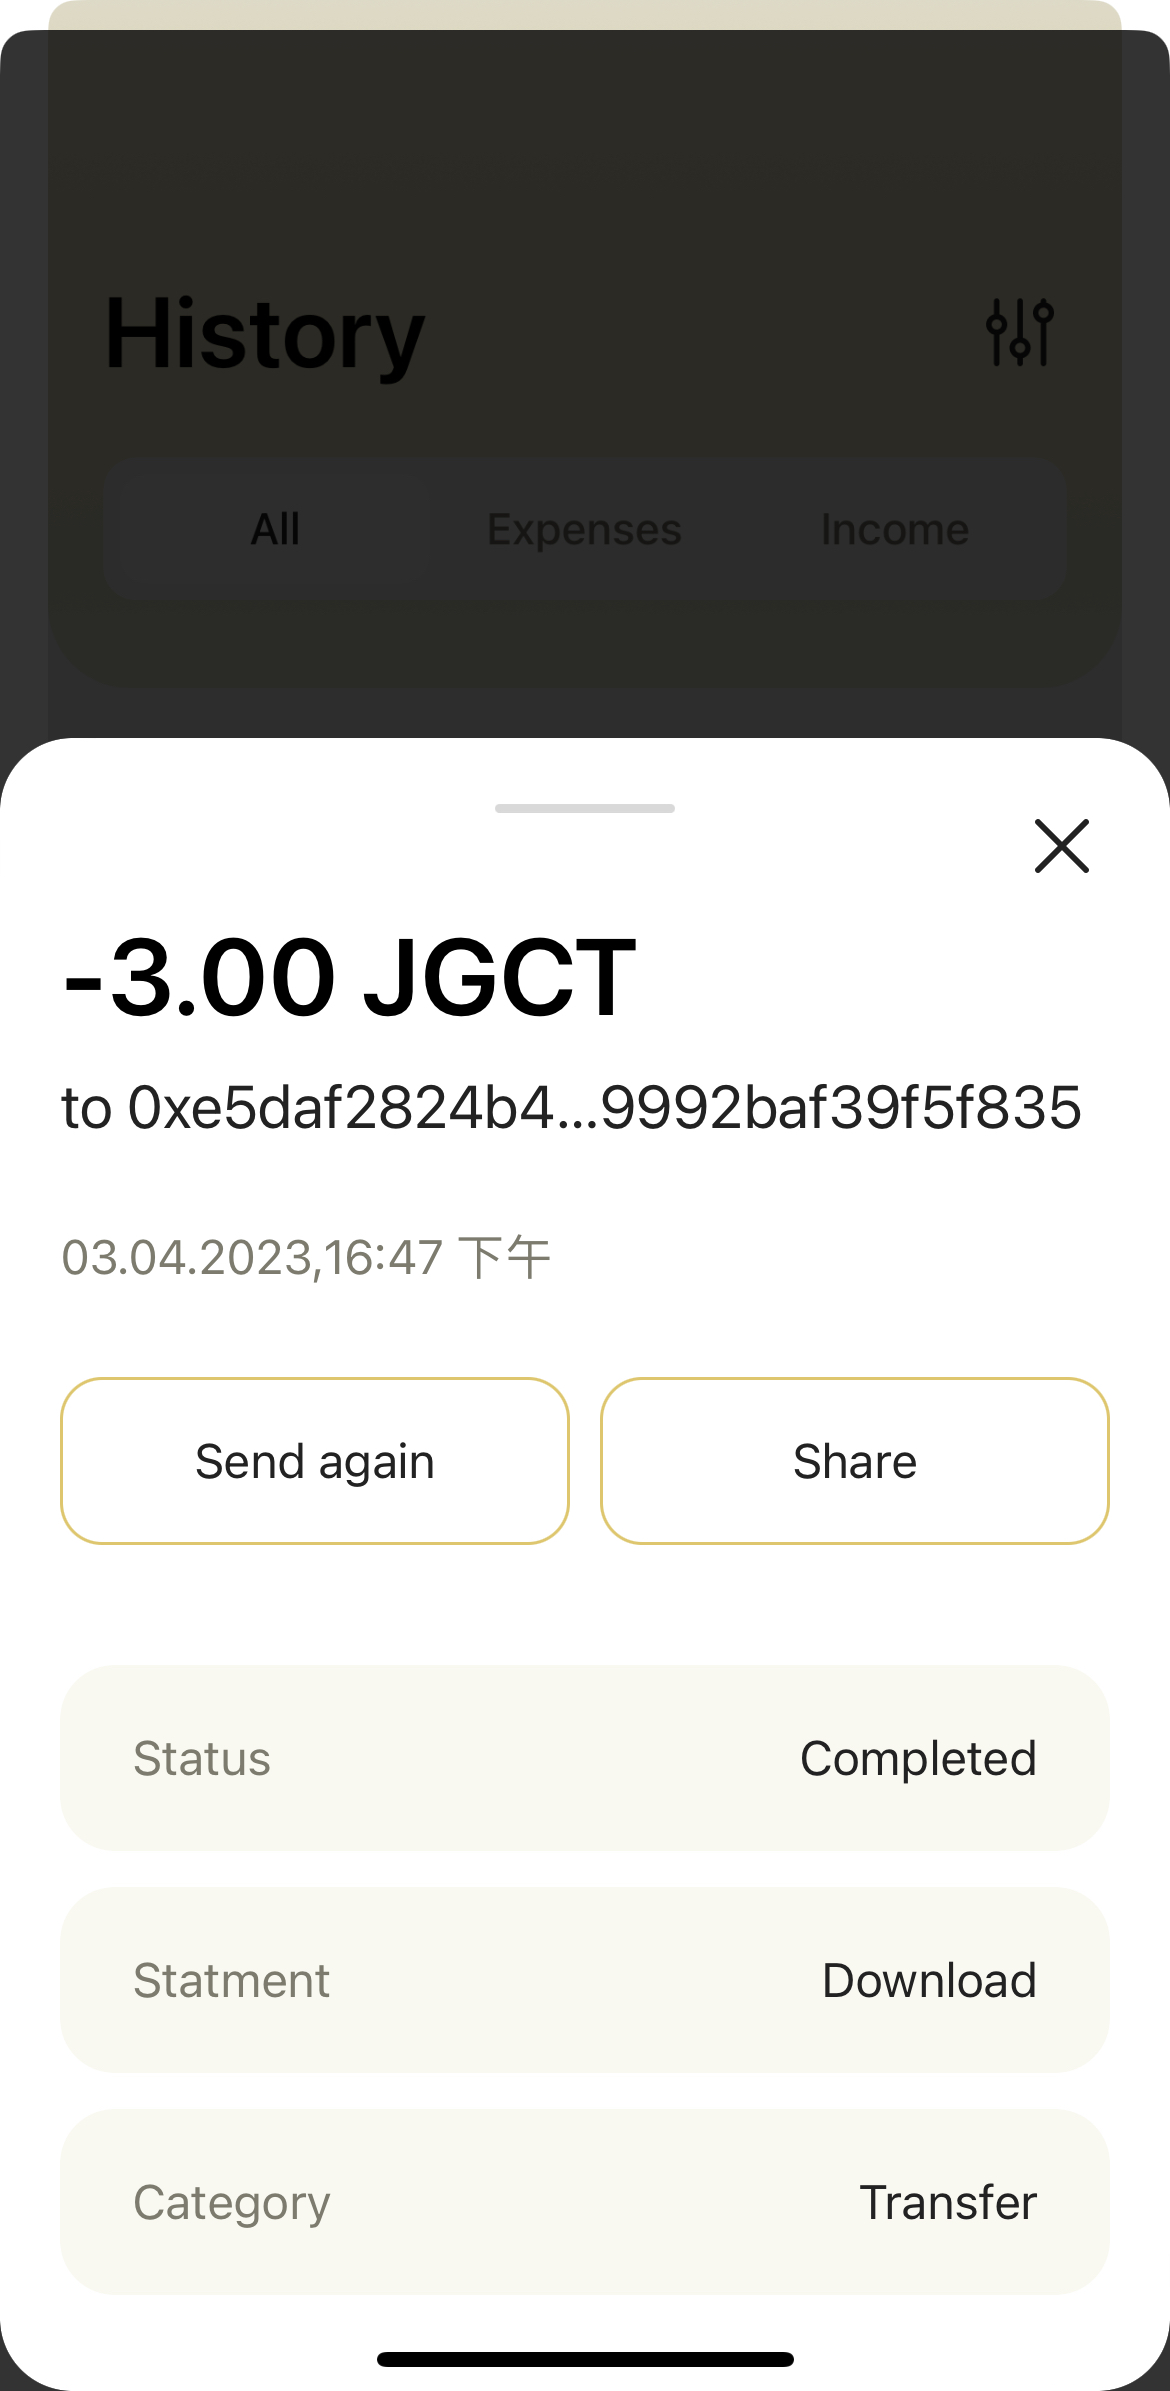 History
All Expenses Income
-3.00 JGCT
to 0xe5daf2824b4...9992baf39f5f835
03.04.2023,16:47 下午
Send again Share
Status Completed
Statment Download
Category Transfer